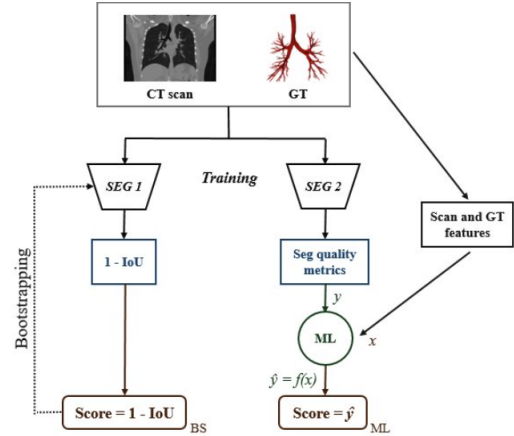 CT scan
GT
Training
SEG 1
SEG 2
Scan and GT
features
Bootstrapping
1 - IoU
Seg quality
metrics
y
ML
x
ŷ = f(x)
Score = 1 - IoU
BS
Score = ŷ
ML